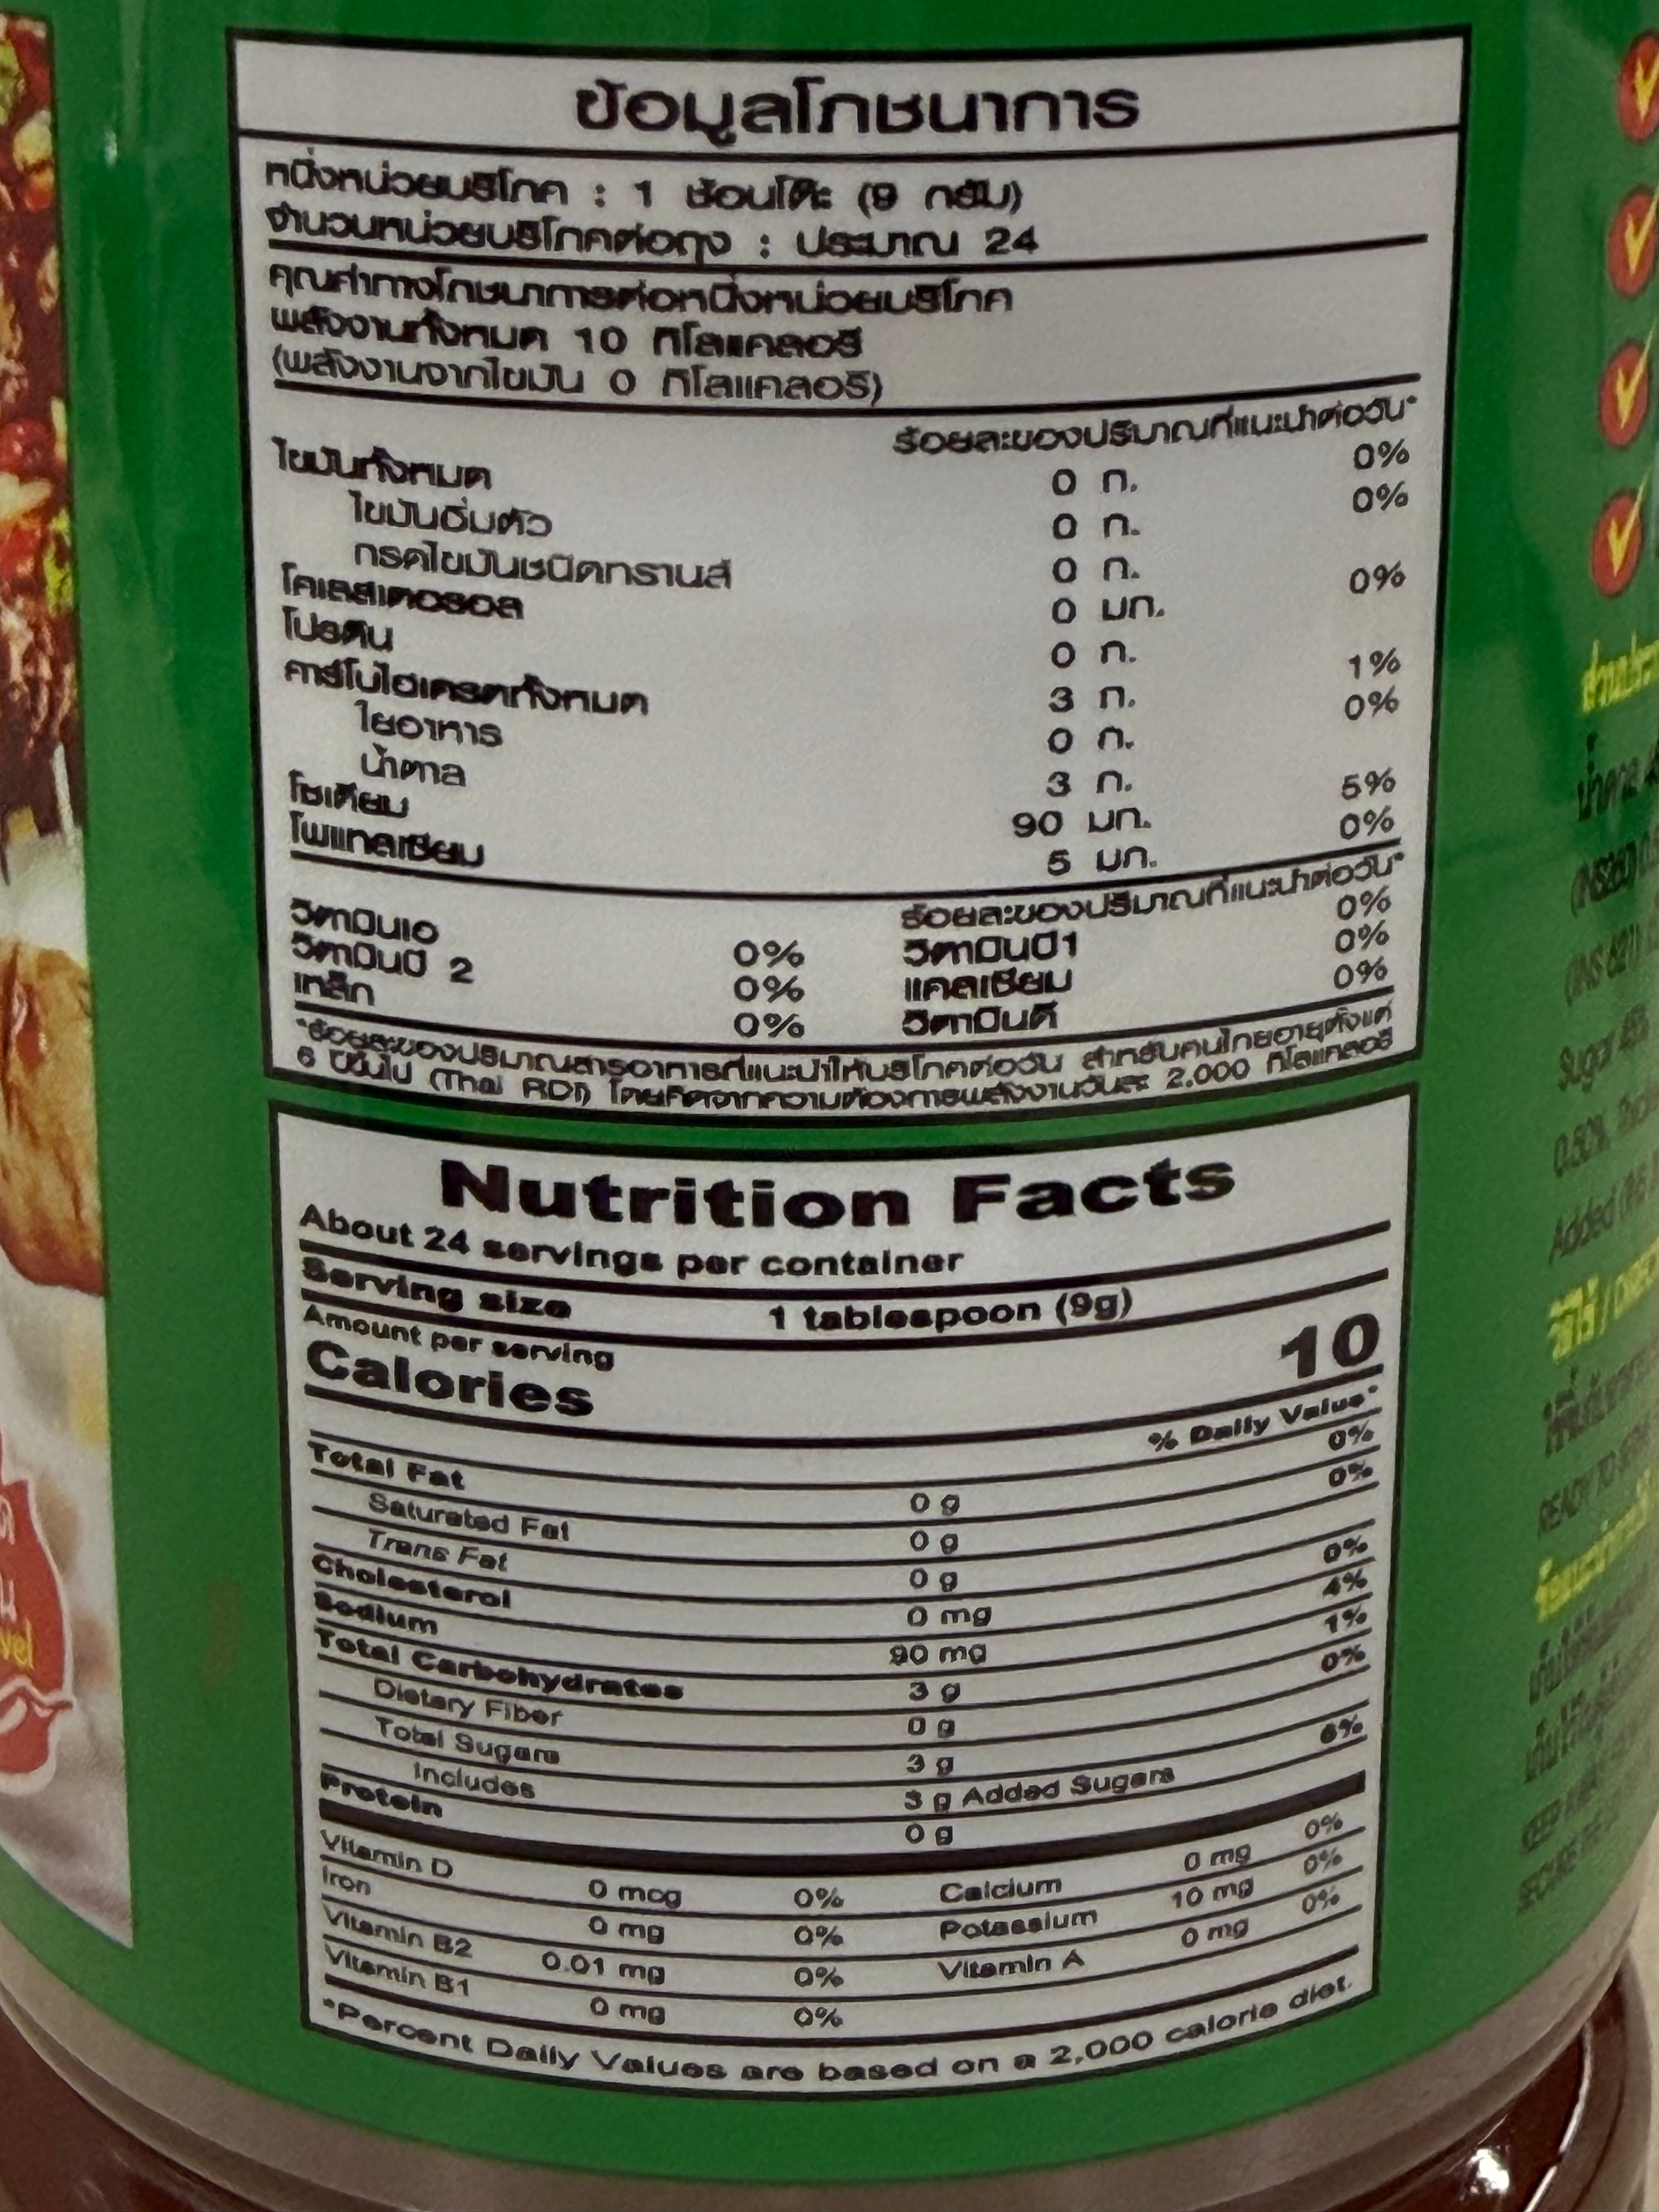 ข้อมูลโภชนาการ
หนึ่งหน่วยบริโภค : 1 ช้อนโต๊ะ (9 กรัม)
จำนวนหน่วยบริโภคต่อถุง : ประมาณ 24
คุณค่าทางโภชนาการต่อหนึ่งหน่วยบริโภค
พลังงานทั้งหมด 10 กิโลแคลอรี
(พลังงานจากไขมัน 0 กิโลแคลอรี)
ร้อยละของปริมาณที่แนะนำต่อวัน*
ไขมันทั้งหมด 0 ก. 0%
ไขมันอิ่มตัว 0 ก. 0%
กรดไขมันชนิดทรานส์ 0 ก.
โคเลสเตอรอล 0 มก. 0%
โปรตีน 0 ก.
คาร์โบไฮเดรตทั้งหมด 3 ก. 1%
ใยอาหาร 0 ก. 0%
น้ำตาล 3 ก.
โซเดียม 90 มก. 5%
โพแทสเซียม 5 มก. 0%
ร้อยละของปริมาณที่แนะนำต่อวัน*
วิตามินเอ 0% วิตามินบี1 0%
วิตามินบี 2 0% แคลเซียม 0%
เหล็ก 0% วิตามินดี 0%
*ร้อยละของปริมาณสารอาหารที่แนะนำให้บริโภคต่อวัน สำหรับคนไทยอายุตั้งแต่
6 ปีขึ้นไป (Thai RDI) โดยคิดจากความต้องการพลังงานวันละ 2,000 กิโลแคลอรี
Nutrition Facts
About 24 servings per container
Serving size 1 tablespoon (9g)
Amount per serving
Calories 10
% Daily Value*
Total Fat 0 g 0%
Saturated Fat 0 g 0%
Trans Fat 0 g
Cholesterol 0 mg 0%
Sodium 90 mg 4%
Total Carbohydrates 3 g 1%
Dietary Fiber 0 g 0%
Total Sugars 3 g
Includes 3 g Added Sugars 6%
Protein 0 g
Vitamin D 0 mcg 0% Calcium 0 mg 0%
Iron 0 mg 0% Potassium 10 mg 0%
Vitamin B2 0.01 mg 0% Vitamin A 0 mg 0%
Vitamin B1 0 mg 0%
*Percent Daily Values are based on a 2,000 calorie diet.
Sugar
0.50%
Added
READY TO
KEEP